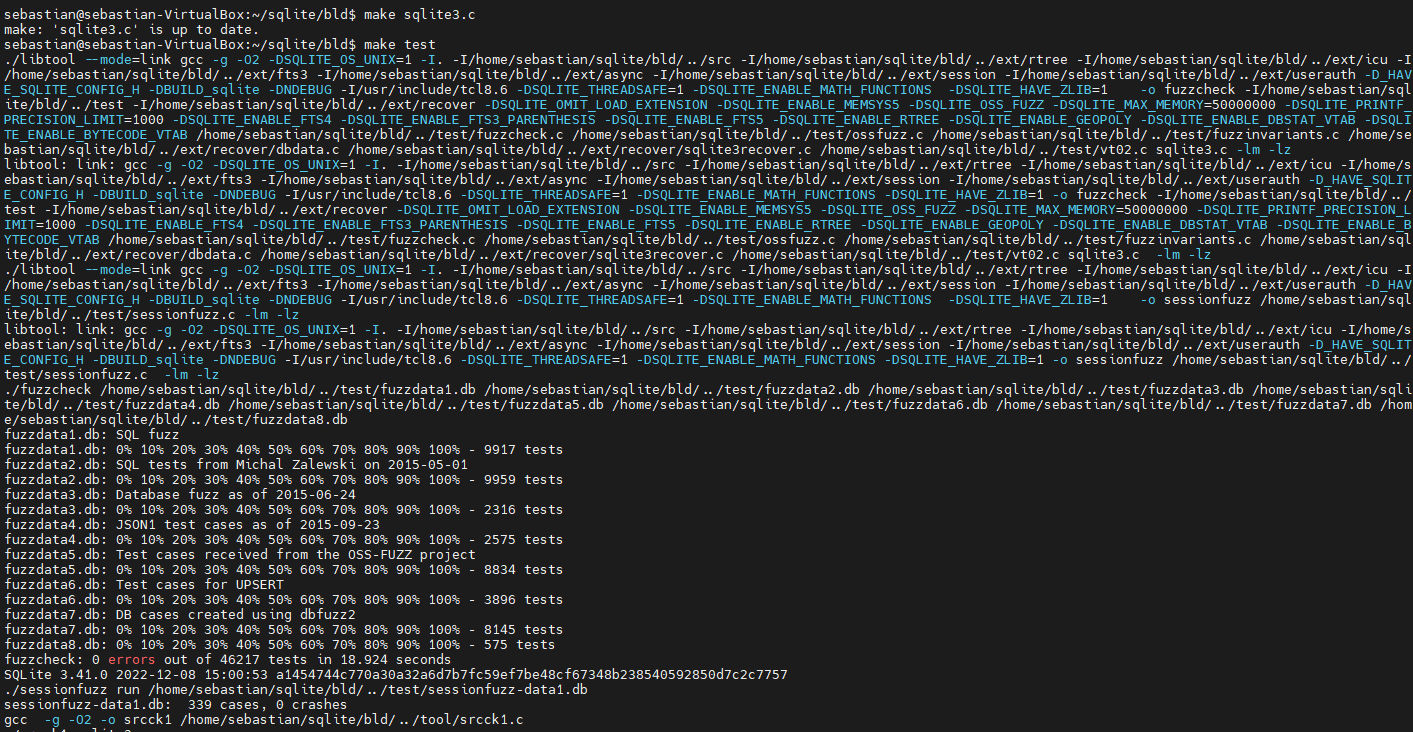 sebastian@sebastian-VirtualBox:~/sqlite/bld$ make sqlite3.c
make: 'sqlite3.c' is up to date.
sebastian@sebastian-VirtualBox:~/sqlite/bld$ make test
./libtool --mode=link gcc -g -O2 -DSQLITE_OS_UNIX=1 -I. -I/home/sebastian/sqlite/bld/../src -I/home/sebastian/sqlite/bld/../ext/rtree -I/home/sebastian/sqlite/bld/../ext/icu -I
/home/sebastian/sqlite/bld/../ext/fts3 -I/home/sebastian/sqlite/bld/../ext/async -I/home/sebastian/sqlite/bld/../ext/session -I/home/sebastian/sqlite/bld/../ext/userauth -D_HAV
E_SQLITE_CONFIG_H -DBUILD_sqlite -DNDEBUG -I/usr/include/tcl8.6 -DSQLITE_THREADSAFE=1 -DSQLITE_ENABLE_MATH_FUNCTIONS  -DSQLITE_HAVE_ZLIB=1    -o fuzzcheck -I/home/sebastian/sql
ite/bld/../test -I/home/sebastian/sqlite/bld/../ext/recover -DSQLITE_OMIT_LOAD_EXTENSION -DSQLITE_ENABLE_MEMSYS5 -DSQLITE_OSS_FUZZ -DSQLITE_MAX_MEMORY=50000000 -DSQLITE_PRINTF_
PRECISION_LIMIT=1000 -DSQLITE_ENABLE_FTS4 -DSQLITE_ENABLE_FTS3_PARENTHESIS -DSQLITE_ENABLE_FTS5 -DSQLITE_ENABLE_RTREE -DSQLITE_ENABLE_GEOPOLY -DSQLITE_ENABLE_DBSTAT_VTAB -DSQLI
TE_ENABLE_BYTECODE_VTAB /home/sebastian/sqlite/bld/../test/fuzzcheck.c /home/sebastian/sqlite/bld/../test/ossfuzz.c /home/sebastian/sqlite/bld/../test/fuzzinvariants.c /home/se
bastian/sqlite/bld/../ext/recover/dbdata.c /home/sebastian/sqlite/bld/../ext/recover/sqlite3recover.c /home/sebastian/sqlite/bld/../test/vt02.c sqlite3.c -lm -lz
libtool: link: gcc -g -O2 -DSQLITE_OS_UNIX=1 -I. -I/home/sebastian/sqlite/bld/../src -I/home/sebastian/sqlite/bld/../ext/rtree -I/home/sebastian/sqlite/bld/../ext/icu -I/home/s
ebastian/sqlite/bld/../ext/fts3 -I/home/sebastian/sqlite/bld/../ext/async -I/home/sebastian/sqlite/bld/../ext/session -I/home/sebastian/sqlite/bld/../ext/userauth -D_HAVE_SQLIT
E_CONFIG_H -DBUILD_sqlite -DNDEBUG -I/usr/include/tcl8.6 -DSQLITE_THREADSAFE=1 -DSQLITE_ENABLE_MATH_FUNCTIONS -DSQLITE_HAVE_ZLIB=1 -o fuzzcheck -I/home/sebastian/sqlite/bld/../
test -I/home/sebastian/sqlite/bld/../ext/recover -DSQLITE_OMIT_LOAD_EXTENSION -DSQLITE_ENABLE_MEMSYS5 -DSQLITE_OSS_FUZZ -DSQLITE_MAX_MEMORY=50000000 -DSQLITE_PRINTF_PRECISION_L
IMIT=1000 -DSQLITE_ENABLE_FTS4 -DSQLITE_ENABLE_FTS3_PARENTHESIS -DSQLITE_ENABLE_FTS5 -DSQLITE_ENABLE_RTREE -DSQLITE_ENABLE_GEOPOLY -DSQLITE_ENABLE_DBSTAT_VTAB -DSQLITE_ENABLE_B
YTECODE_VTAB /home/sebastian/sqlite/bld/../test/fuzzcheck.c /home/sebastian/sqlite/bld/../test/ossfuzz.c /home/sebastian/sqlite/bld/../test/fuzzinvariants.c /home/sebastian/sql
ite/bld/../ext/recover/dbdata.c /home/sebastian/sqlite/bld/../ext/recover/sqlite3recover.c /home/sebastian/sqlite/bld/../test/vt02.c sqlite3.c  -lm -lz
./libtool --mode=link gcc -g -O2 -DSQLITE_OS_UNIX=1 -I. -I/home/sebastian/sqlite/bld/../src -I/home/sebastian/sqlite/bld/../ext/rtree -I/home/sebastian/sqlite/bld/../ext/icu -I
/home/sebastian/sqlite/bld/../ext/fts3 -I/home/sebastian/sqlite/bld/../ext/async -I/home/sebastian/sqlite/bld/../ext/session -I/home/sebastian/sqlite/bld/../ext/userauth -D_HAV
E_SQLITE_CONFIG_H -DBUILD_sqlite -DNDEBUG -I/usr/include/tcl8.6 -DSQLITE_THREADSAFE=1 -DSQLITE_ENABLE_MATH_FUNCTIONS  -DSQLITE_HAVE_ZLIB=1    -o sessionfuzz /home/sebastian/sql
ite/bld/../test/sessionfuzz.c -lm -lz
libtool: link: gcc -g -O2 -DSQLITE_OS_UNIX=1 -I. -I/home/sebastian/sqlite/bld/../src -I/home/sebastian/sqlite/bld/../ext/rtree -I/home/sebastian/sqlite/bld/../ext/icu -I/home/s
ebastian/sqlite/bld/../ext/fts3 -I/home/sebastian/sqlite/bld/../ext/async -I/home/sebastian/sqlite/bld/../ext/session -I/home/sebastian/sqlite/bld/../ext/userauth -D_HAVE_SQLIT
E_CONFIG_H -DBUILD_sqlite -DNDEBUG -I/usr/include/tcl8.6 -DSQLITE_THREADSAFE=1 -DSQLITE_ENABLE_MATH_FUNCTIONS -DSQLITE_HAVE_ZLIB=1 -o sessionfuzz /home/sebastian/sqlite/bld/../
test/sessionfuzz.c  -lm -lz
./fuzzcheck /home/sebastian/sqlite/bld/../test/fuzzdata1.db /home/sebastian/sqlite/bld/../test/fuzzdata2.db /home/sebastian/sqlite/bld/../test/fuzzdata3.db /home/sebastian/sqli
te/bld/../test/fuzzdata4.db /home/sebastian/sqlite/bld/../test/fuzzdata5.db /home/sebastian/sqlite/bld/../test/fuzzdata6.db /home/sebastian/sqlite/bld/../test/fuzzdata7.db /hom
e/sebastian/sqlite/bld/../test/fuzzdata8.db
fuzzdata1.db: SQL fuzz
fuzzdata1.db: 0% 10% 20% 30% 40% 50% 60% 70% 80% 90% 100% - 9917 tests
fuzzdata2.db: SQL tests from Michal Zalewski on 2015-05-01
fuzzdata2.db: 0% 10% 20% 30% 40% 50% 60% 70% 80% 90% 100% - 9959 tests
fuzzdata3.db: Database fuzz as of 2015-06-24
fuzzdata3.db: 0% 10% 20% 30% 40% 50% 60% 70% 80% 90% 100% - 2316 tests
fuzzdata4.db: JSON1 test cases as of 2015-09-23
fuzzdata4.db: 0% 10% 20% 30% 40% 50% 60% 70% 80% 90% 100% - 2575 tests
fuzzdata5.db: Test cases received from the OSS-FUZZ project
fuzzdata5.db: 0% 10% 20% 30% 40% 50% 60% 70% 80% 90% 100% - 8834 tests
fuzzdata6.db: Test cases for UPSERT
fuzzdata6.db: 0% 10% 20% 30% 40% 50% 60% 70% 80% 90% 100% - 3896 tests
fuzzdata7.db: DB cases created using dbfuzz2
fuzzdata7.db: 0% 10% 20% 30% 40% 50% 60% 70% 80% 90% 100% - 8145 tests
fuzzdata8.db: 0% 10% 20% 30% 40% 50% 60% 70% 80% 90% 100% - 575 tests
fuzzcheck: 0 errors out of 46217 tests in 18.924 seconds
SQLite 3.41.0 2022-12-08 15:00:53 a1454744c770a30a32a6d7b7fc59ef7be48cf67348b238540592850d7c2c7757
./sessionfuzz run /home/sebastian/sqlite/bld/../test/sessionfuzz-data1.db
sessionfuzz-data1.db:  339 cases, 0 crashes
gcc  -g -O2 -o srcck1 /home/sebastian/sqlite/bld/../tool/srcck1.c